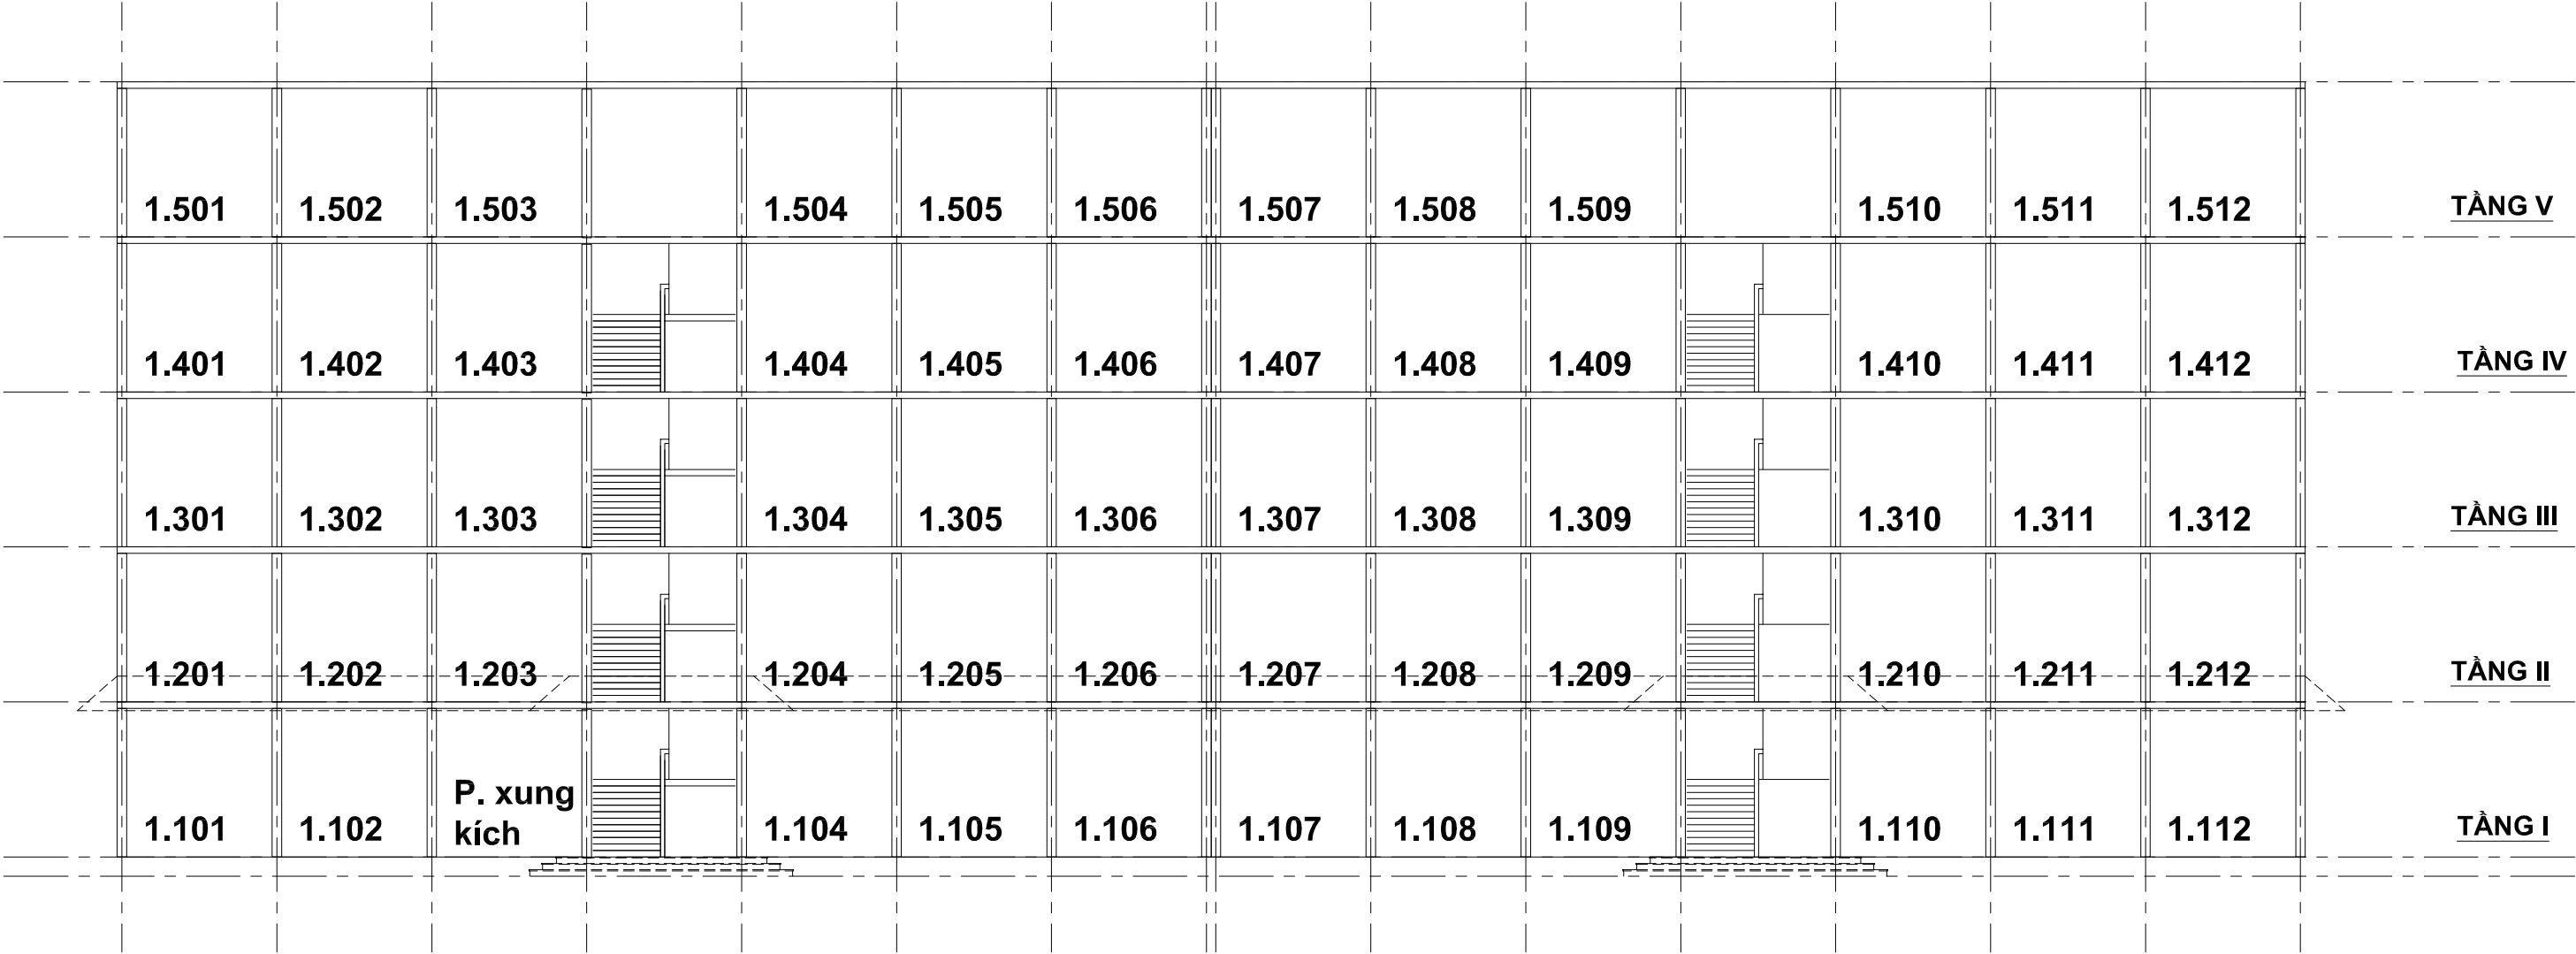 1.501 1.502 1.503 1.504 1.505 1.506 1.507 1.508 1.509 1.510 1.511 1.512 TẦNG V
1.401 1.402 1.403 1.404 1.405 1.406 1.407 1.408 1.409 1.410 1.411 1.412 TẦNG IV
1.301 1.302 1.303 1.304 1.305 1.306 1.307 1.308 1.309 1.310 1.311 1.312 TẦNG III
1.201 1.202 1.203 1.204 1.205 1.206 1.207 1.208 1.209 1.210 1.211 1.212 TẦNG II
P. xung
1.101 1.102 kích 1.104 1.105 1.106 1.107 1.108 1.109 1.110 1.111 1.112 TẦNG I